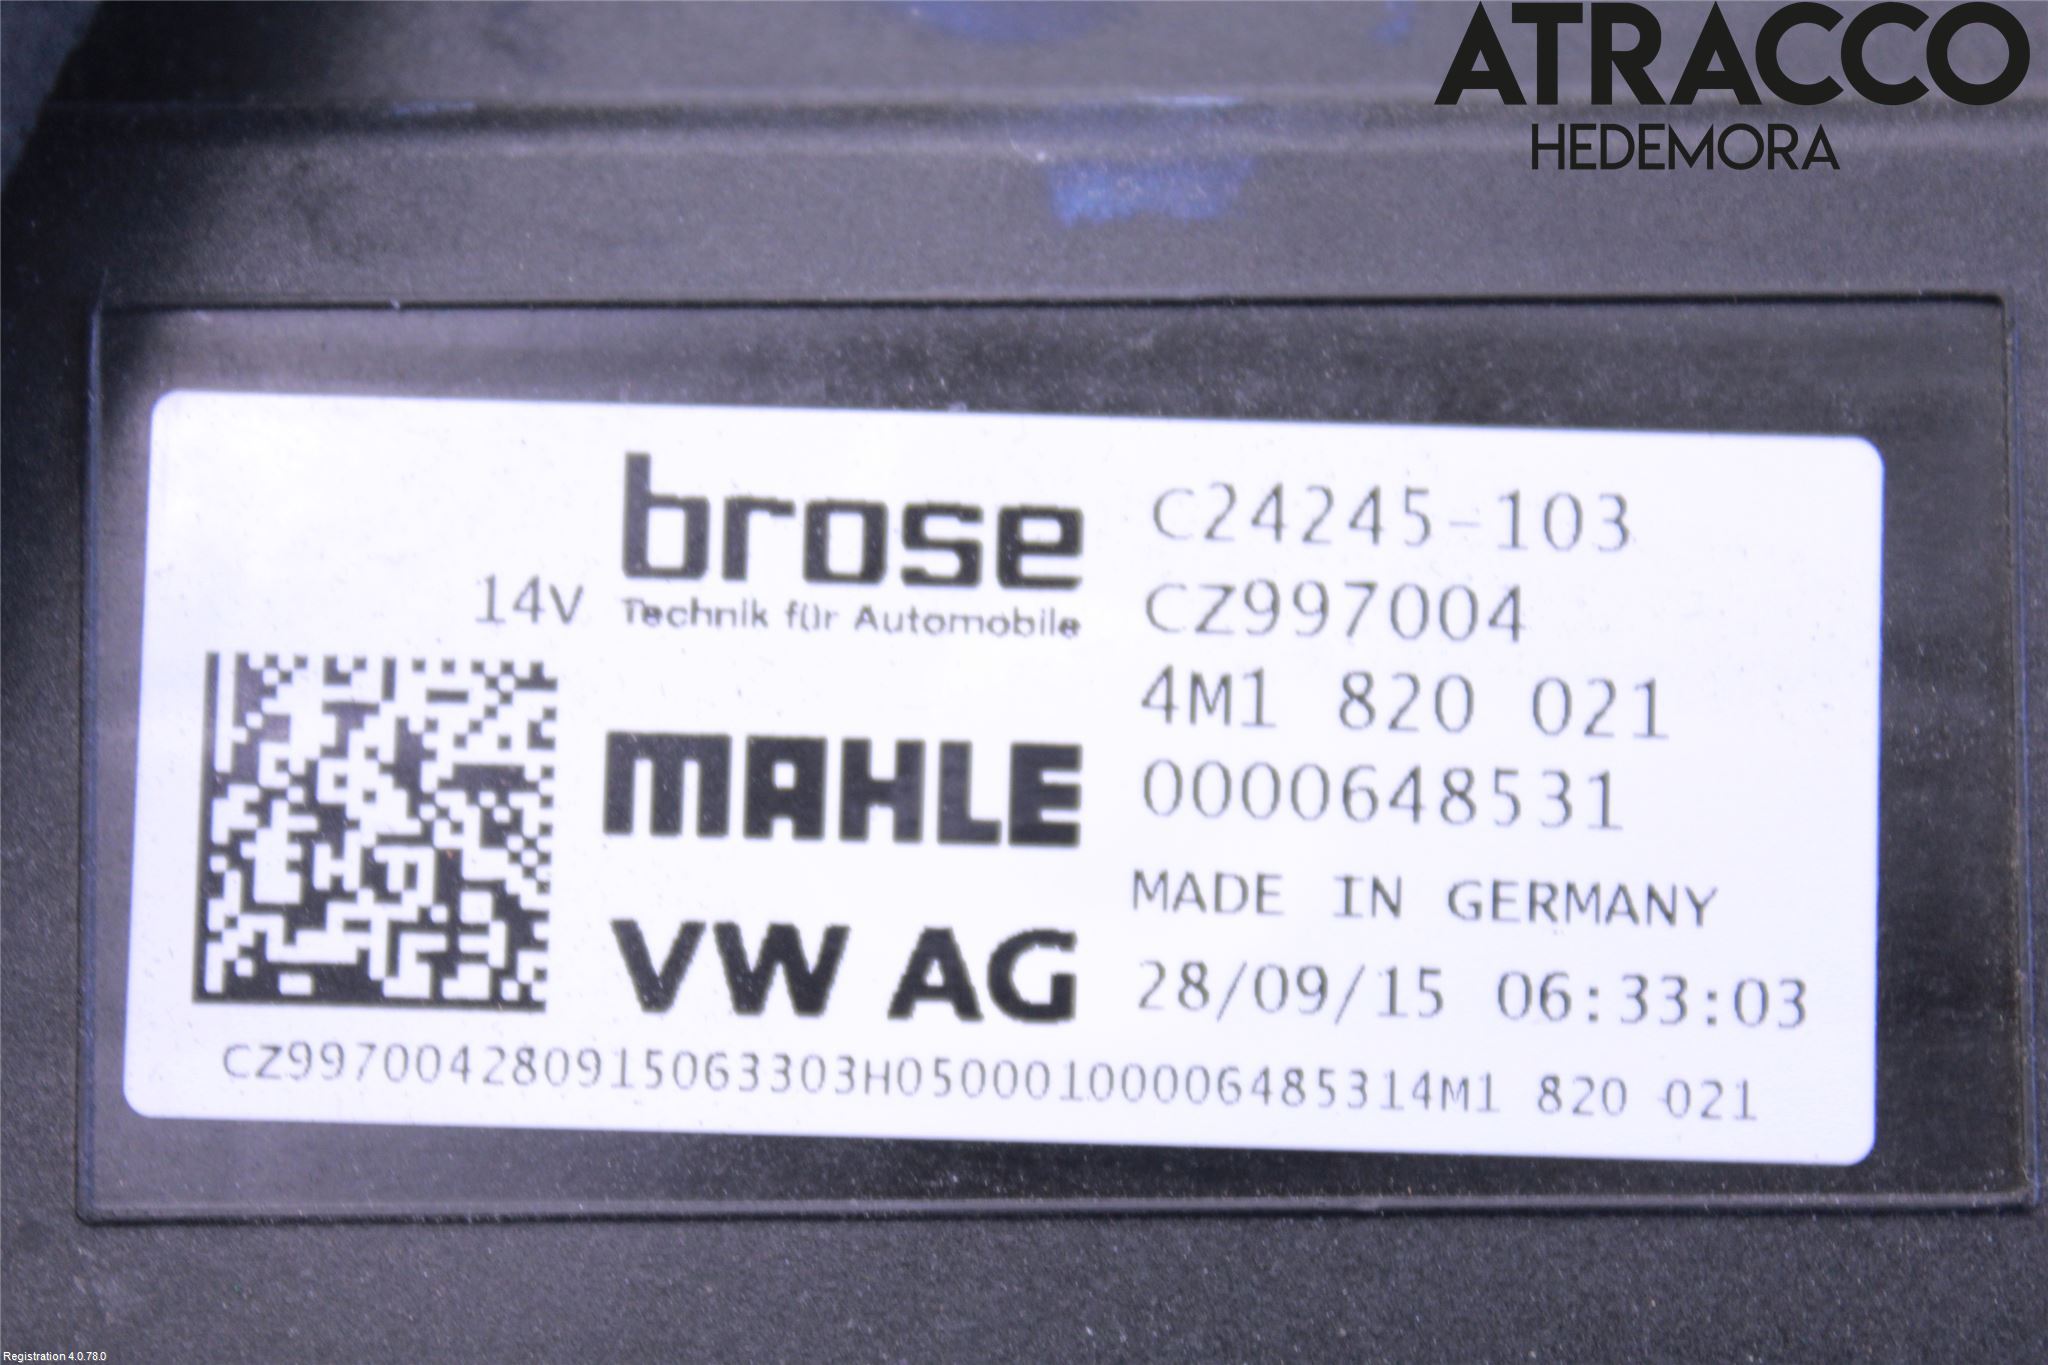 ATRACCO
HEDEMORA
brose
Technik für Automobile
14V
MAHLE
VW AG
C24245-103
CZ997004
4M1 820 021
0000648531
MADE IN GERMANY
28/09/15 06:33:03
CZ997004280915063303H05000100006485314M1 820 021
Registration 4.0.78.0